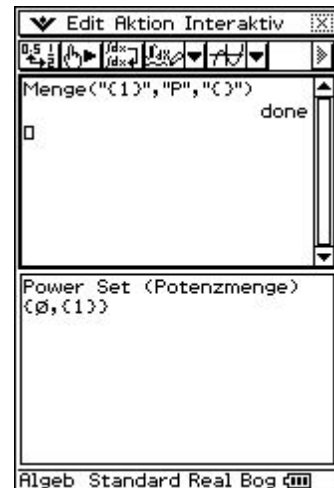 Edit Aktion Interaktiv
Menge("{1}","P","{}")
done
Power Set (Potenzmenge)
{Ø,{1}}
Algeb Standard Real Bog